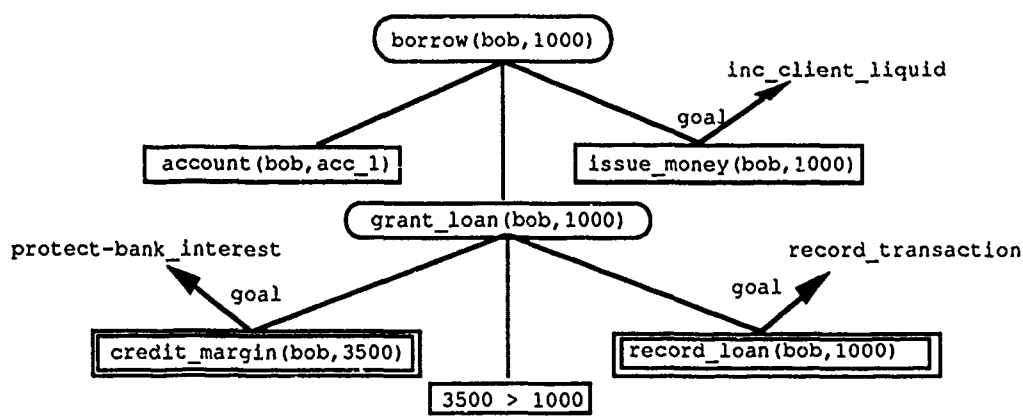 borrow(bob,1000)
inc_client_liquid
goal
account(bob,acc_1)
issue_money(bob,1000)
grant_loan(bob,1000)
protect-bank_interest
record_transaction
goal
goal
credit_margin(bob,3500)
record_loan(bob,1000)
3500 > 1000